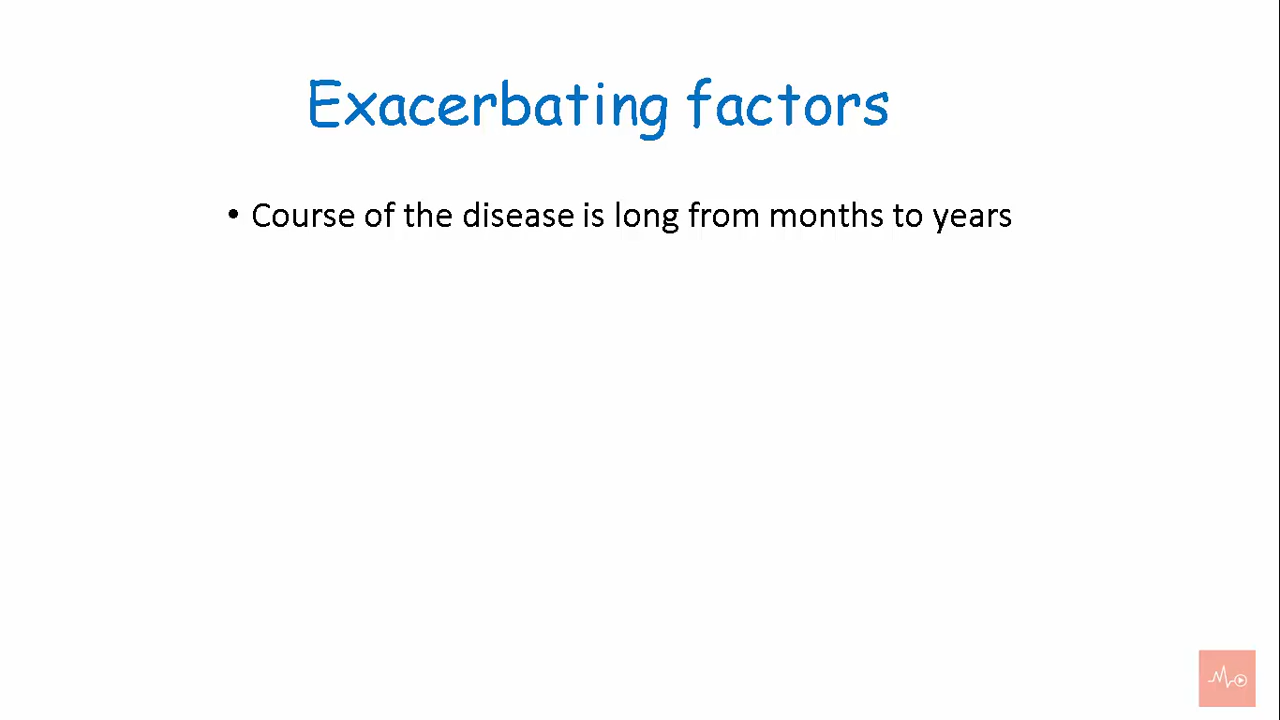 Exacerbating factors
• Course of the disease is long from months to years